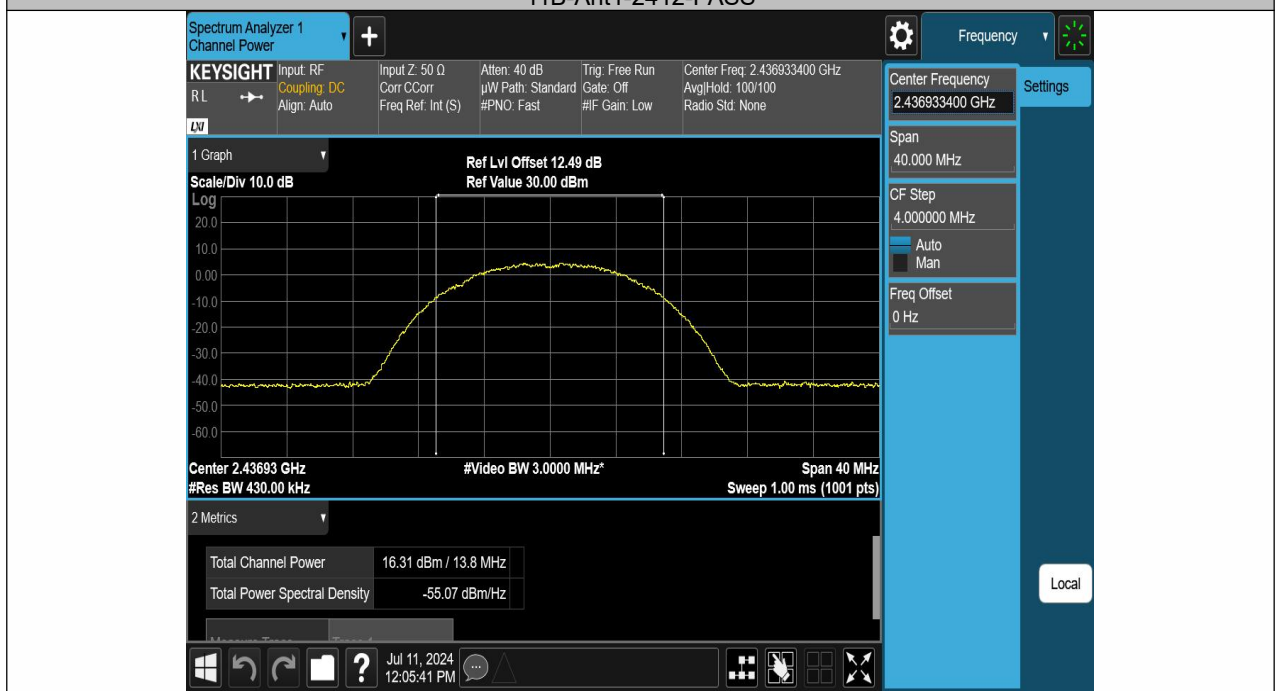 Spectrum Analyzer 1
Channel Power
+
Frequency
KEYSIGHT
RL
LXI
Input: RF
Coupling: DC
Align: Auto
Input Z: 50 Ω
Corr CCorr
Freq Ref: Int (S)
Atten: 40 dB
µW Path: Standard
#PNO: Fast
Trig: Free Run
Gate: Off
#IF Gain: Low
Center Freq: 2.436933400 GHz
Avg|Hold: 100/100
Radio Std: None
Center Frequency
2.436933400 GHz
Settings
Span
40.000 MHz
CF Step
4.000000 MHz
Auto
Man
Freq Offset
0 Hz
1 Graph
Scale/Div 10.0 dB
Ref Lvl Offset 12.49 dB
Ref Value 30.00 dBm
Log
20.0
10.0
0.00
-10.0
-20.0
-30.0
-40.0
-50.0
-60.0
Center 2.43693 GHz
#Video BW 3.0000 MHz*
Span 40 MHz
#Res BW 430.00 kHz
Sweep 1.00 ms (1001 pts)
2 Metrics
Total Channel Power 16.31 dBm / 13.8 MHz
Total Power Spectral Density -55.07 dBm/Hz
Local
?
Jul 11, 2024
12:05:41 PM